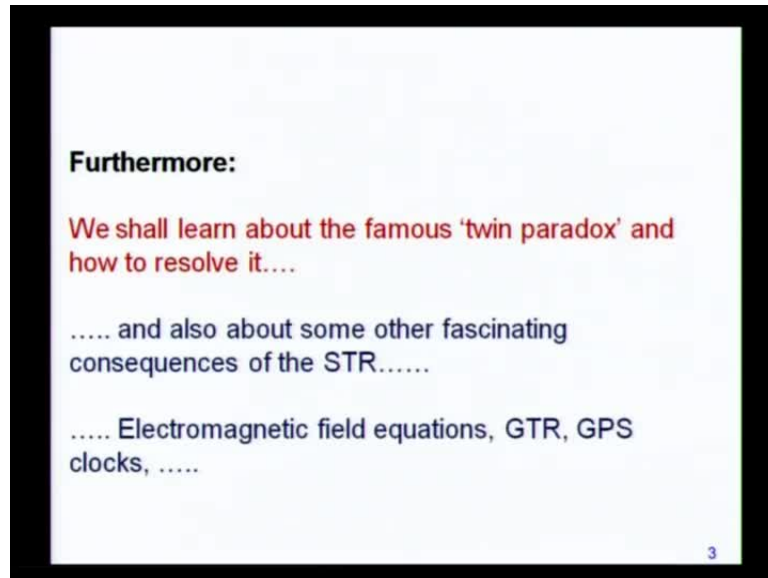 Furthermore:
We shall learn about the famous ‘twin paradox’ and
how to resolve it....
..... and also about some other fascinating
consequences of the STR......
..... Electromagnetic field equations, GTR, GPS
clocks, .....
3